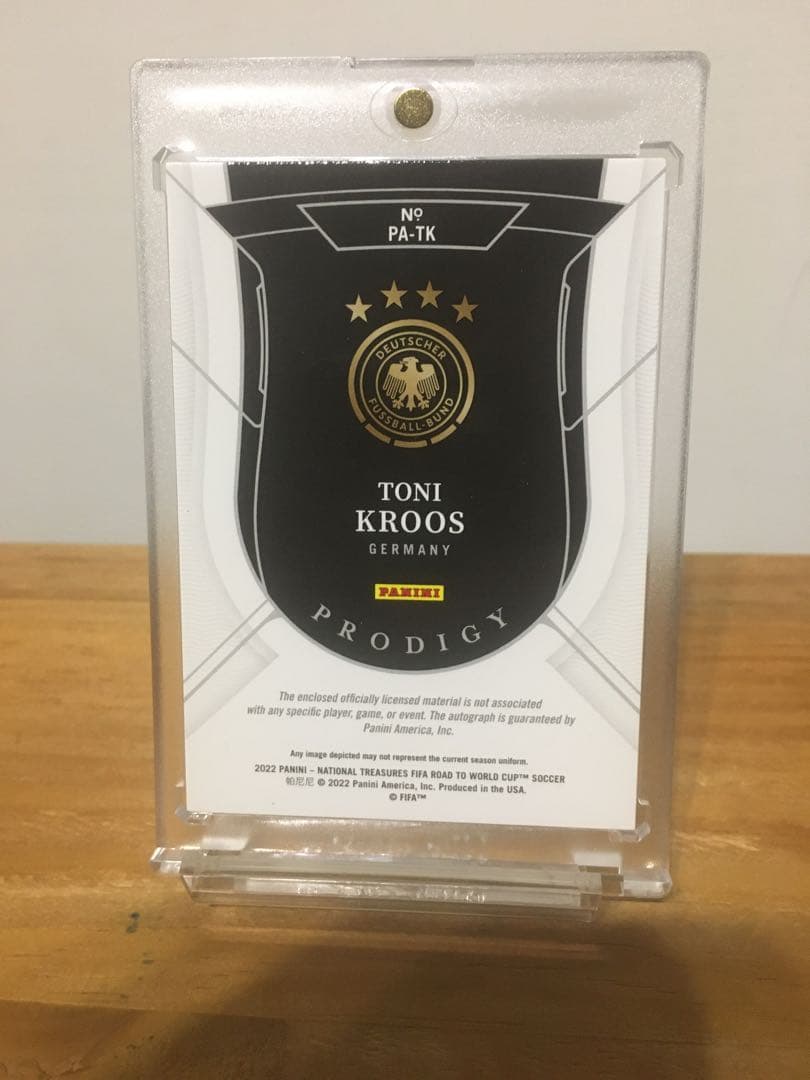 Nº
PA-TK
DEUTSCHER
FUSSBALL-BUND
TONI
KROOS
GERMANY
PANINI
PRODIGY
The enclosed officially licensed material is not associated
with any specific player, game, or event. The autograph is guaranteed by
Panini America, Inc.
Any image depicted may not represent the current season uniform.
2022 PANINI – NATIONAL TREASURES FIFA ROAD TO WORLD CUP™ SOCCER
帕尼尼 © 2022 Panini America, Inc. Produced in the USA.
© FIFA™